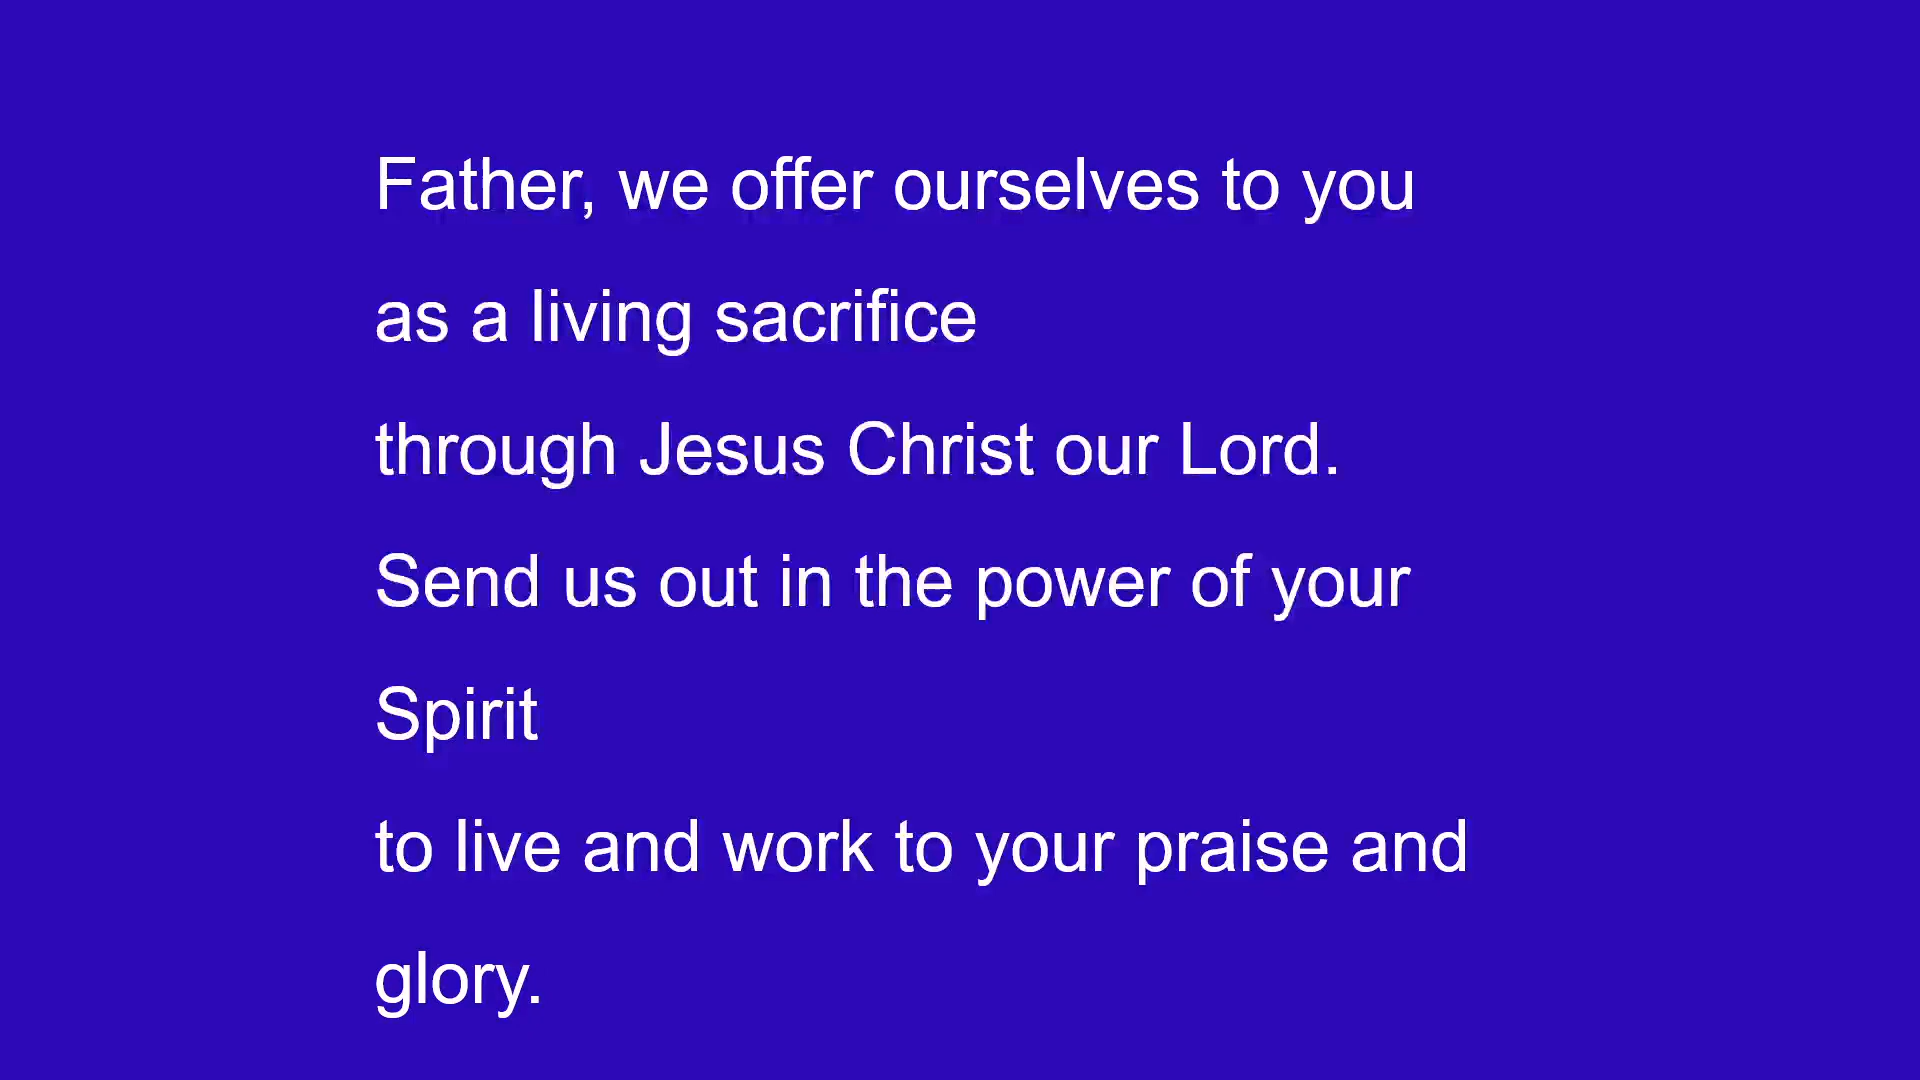 Father, we offer ourselves to you
as a living sacrifice
through Jesus Christ our Lord.
Send us out in the power of your
Spirit
to live and work to your praise and
glory.